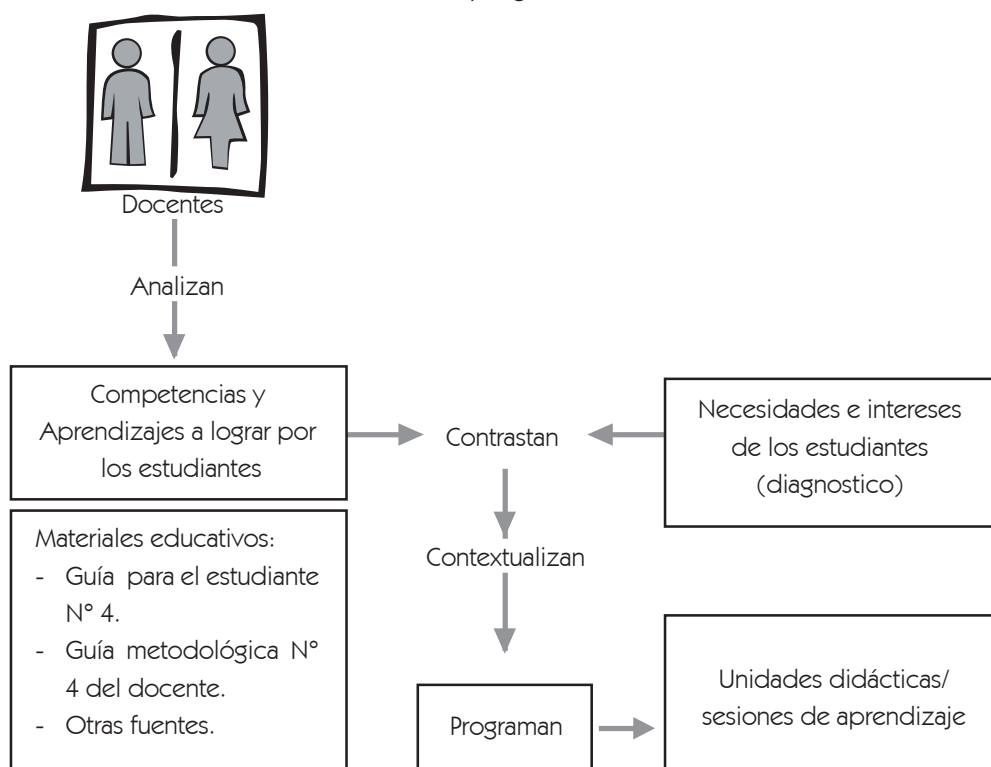 Docentes
Analizan
Competencias y
Aprendizajes a lograr por
los estudiantes
Contrastan
Necesidades e intereses
de los estudiantes
(diagnostico)
Materiales educativos:
- Guía para el estudiante
N° 4.
- Guía metodológica N°
4 del docente.
- Otras fuentes.
Contextualizan
Programan
Unidades didácticas/
sesiones de aprendizaje